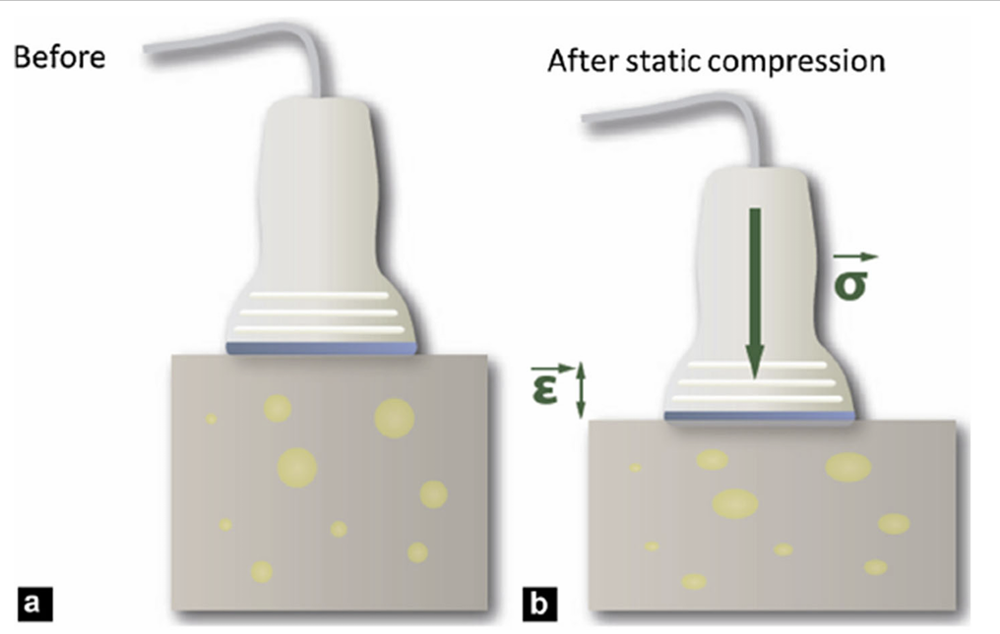 Before
After static compression
σ
ε
a
b